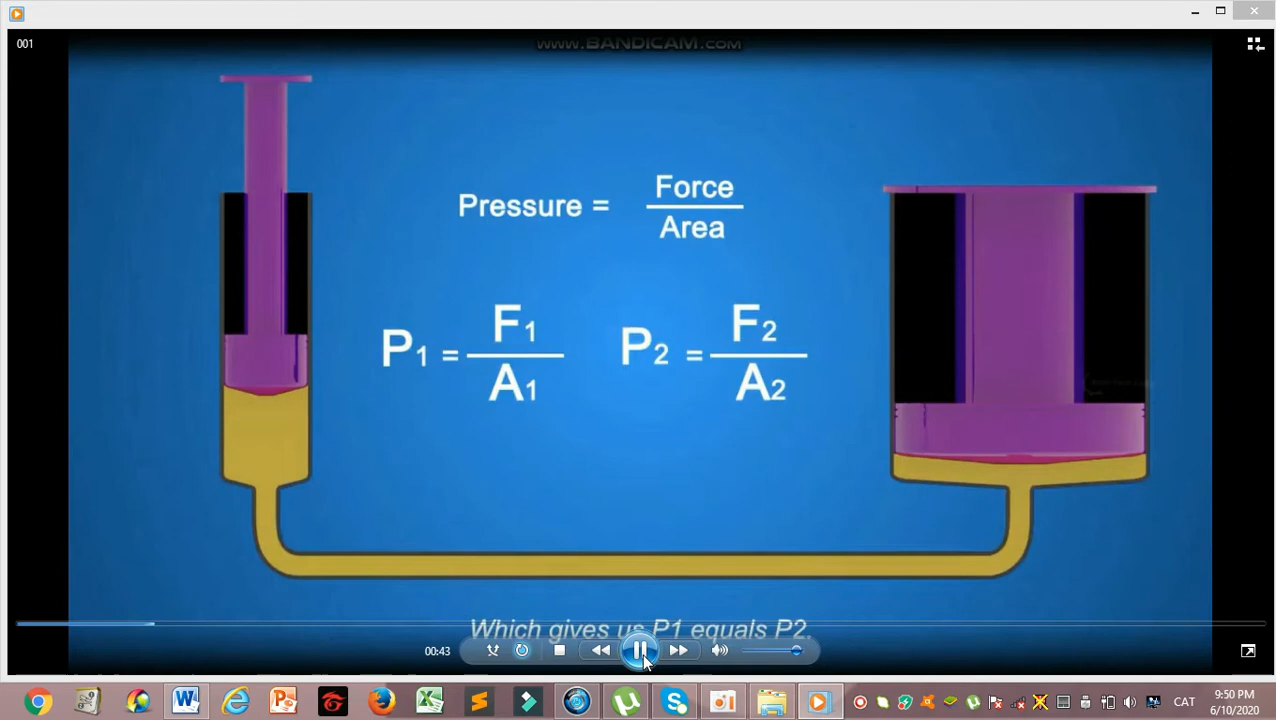 001
WWW.BANDICAM.COM
Pressure = Force
Area
P1 = F1
A1
P2 = F2
A2
Which gives us P1 equals P2.
00:43
CAT
9:50 PM
6/10/2020